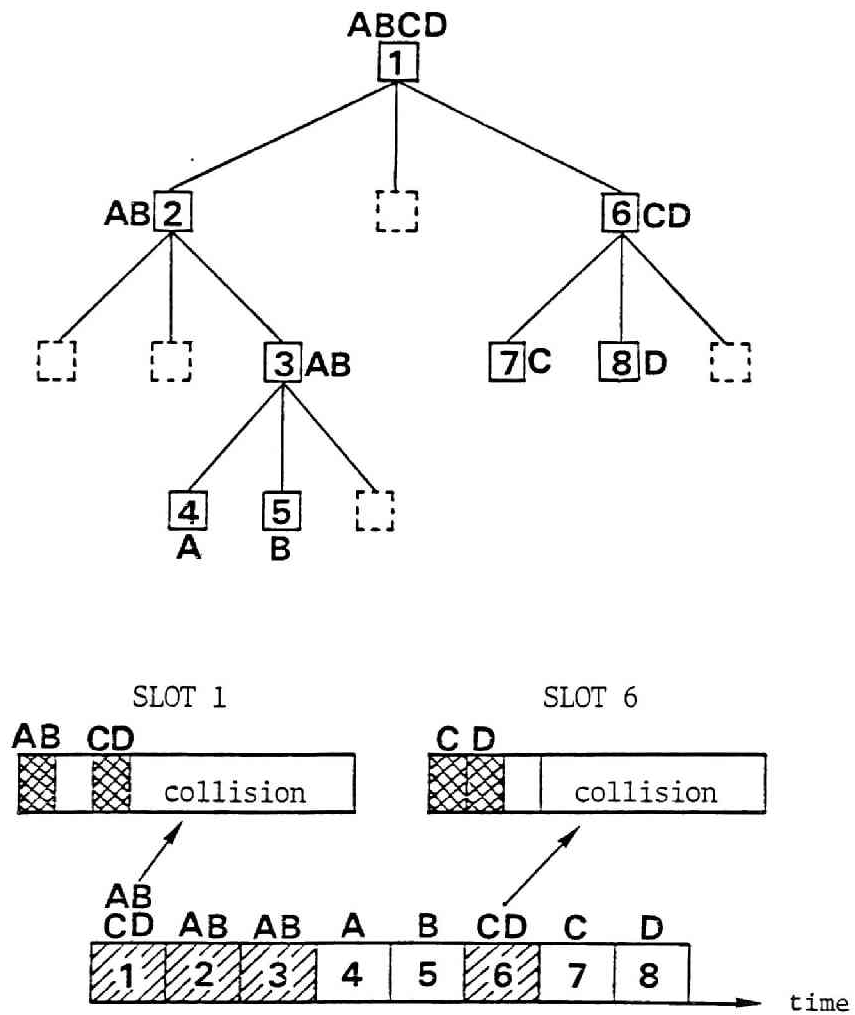 ABCD
1
AB 2 6 CD
3 AB 7 C 8 D
4 5
A B
SLOT 1 SLOT 6
AB CD C D
collision collision
AB
CD AB AB A B CD C D
1 2 3 4 5 6 7 8
time